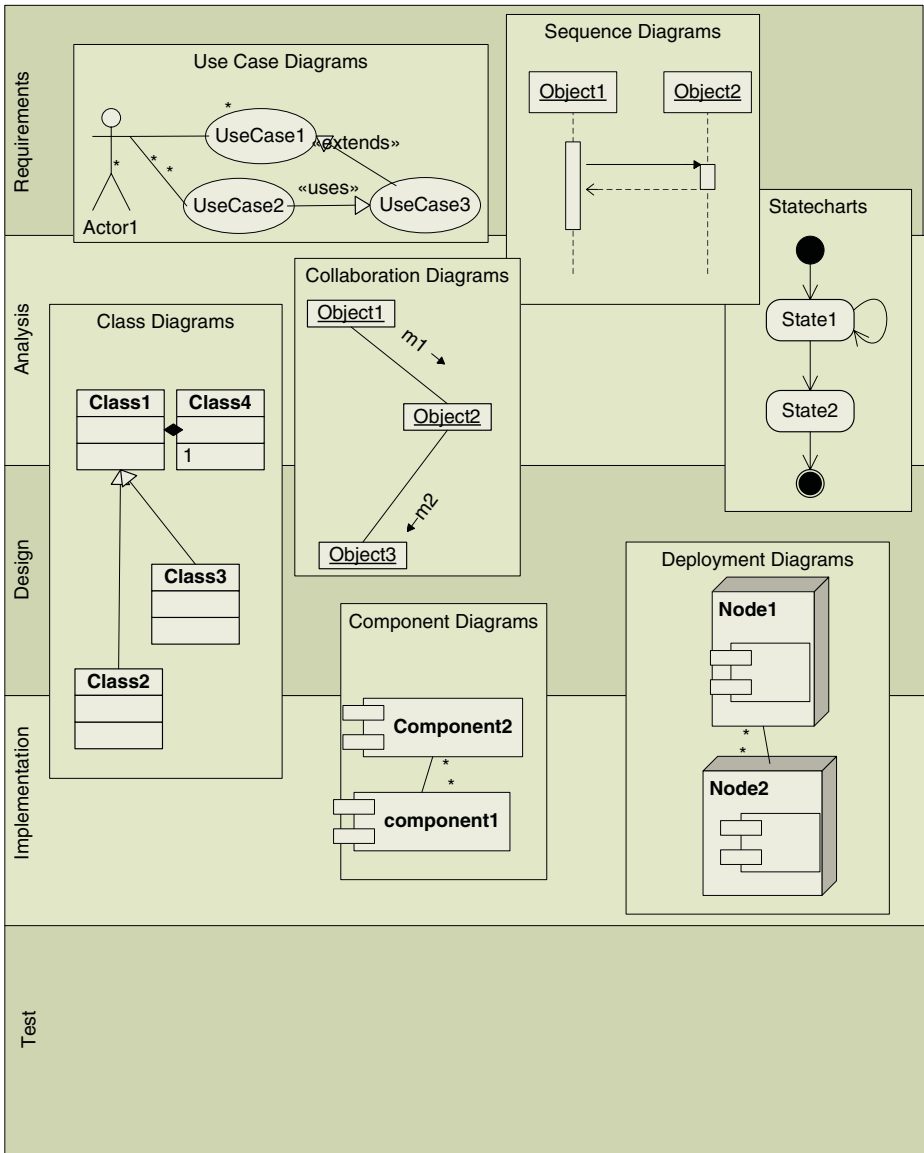 Requirements
Use Case Diagrams
*
UseCase1
«extends»
*
*
*
«uses»
UseCase2
UseCase3
Actor1
Sequence Diagrams
Object1
Object2
Statecharts
State1
State2
Analysis
Collaboration Diagrams
Object1
m1
Object2
m2
Object3
Class Diagrams
Class1
Class4
1
Class3
Class2
Design
Component Diagrams
Component2
*
*
component1
Deployment Diagrams
Node1
*
*
Node2
Implementation
Test